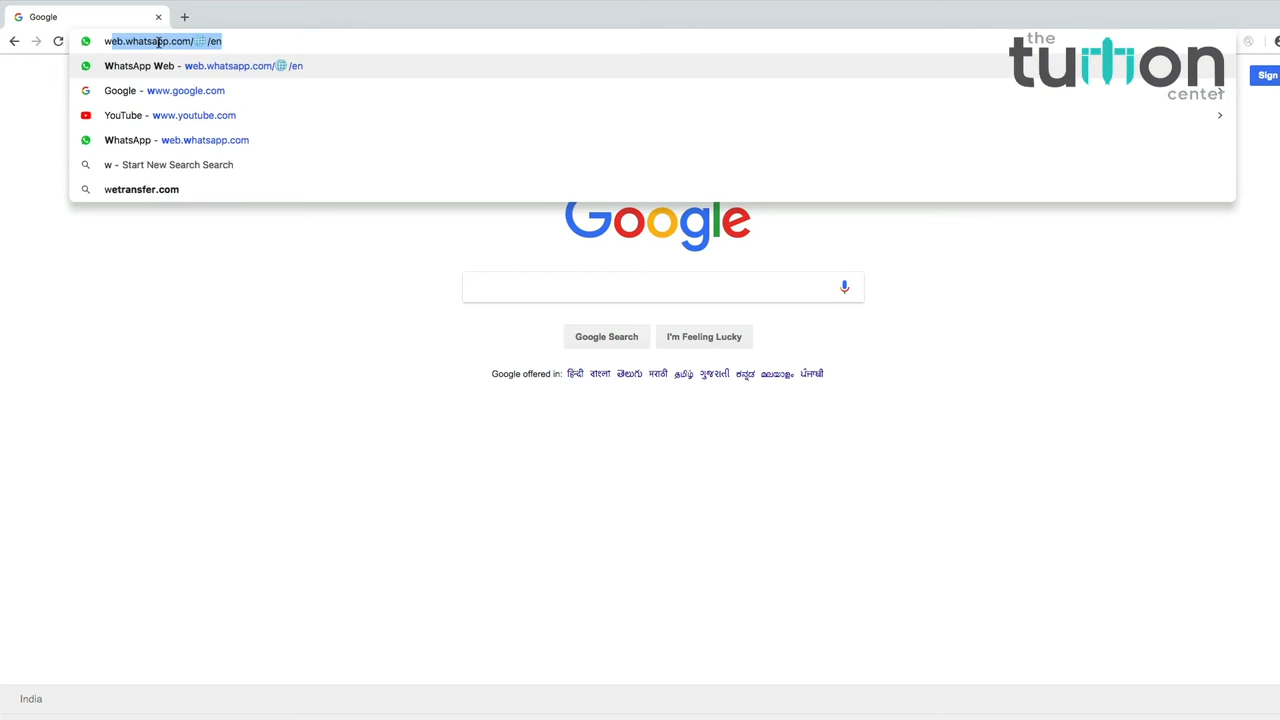 Google
web.whatsapp.com/🌐/en
WhatsApp Web - web.whatsapp.com/🌐/en
Google - www.google.com
YouTube - www.youtube.com
WhatsApp - web.whatsapp.com
w - Start New Search Search
wetransfer.com
the
tuition
center
Sign
Google
Google Search
I'm Feeling Lucky
Google offered in: हिन्दी বাংলা తెలుగు मराठी தமிழ் ગુજરાતી ಕನ್ನಡ മലയാളം ਪੰਜਾਬੀ
India